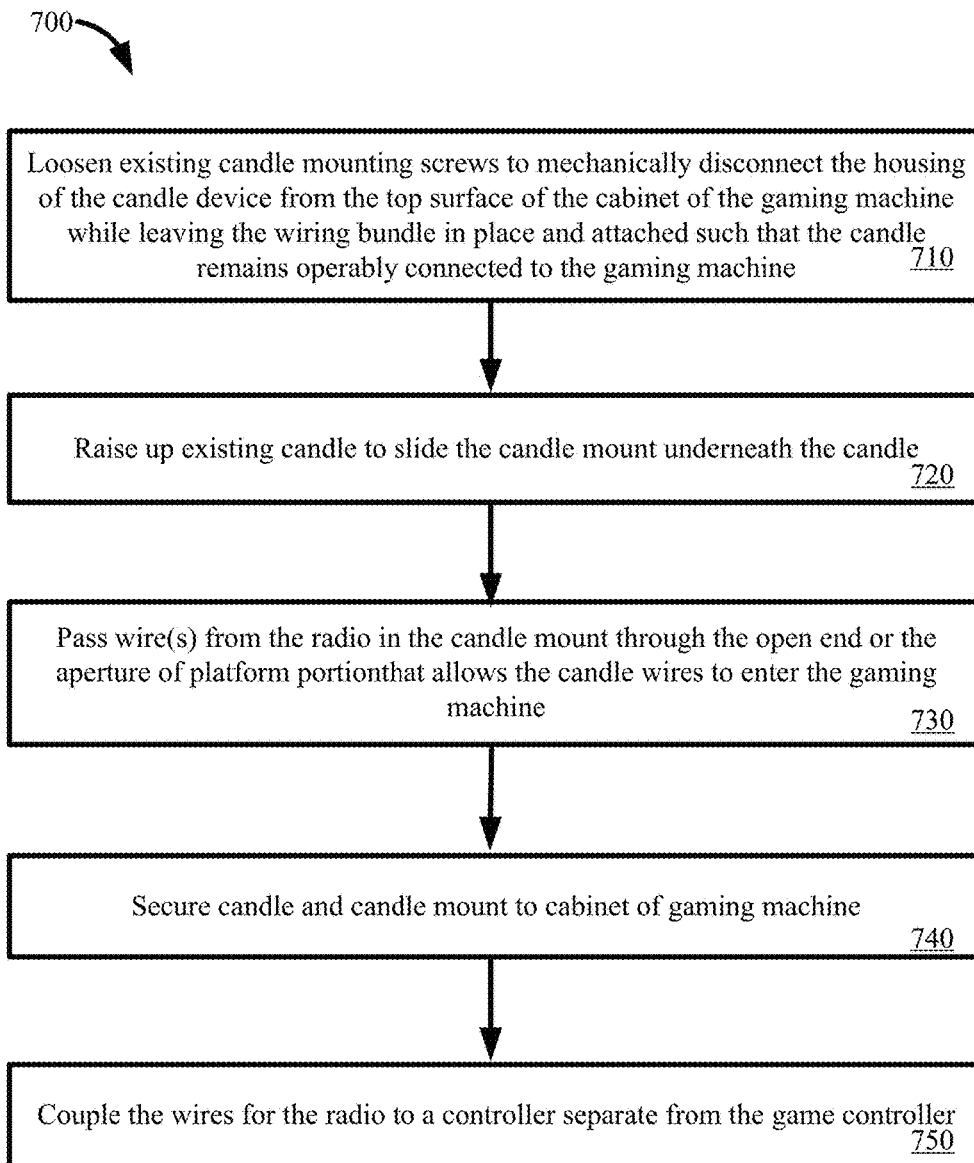 700
Loosen existing candle mounting screws to mechanically disconnect the housing
of the candle device from the top surface of the cabinet of the gaming machine
while leaving the wiring bundle in place and attached such that the candle
remains operably connected to the gaming machine
710
Raise up existing candle to slide the candle mount underneath the candle
720
Pass wire(s) from the radio in the candle mount through the open end or the
aperture of platform portionthat allows the candle wires to enter the gaming
machine
730
Secure candle and candle mount to cabinet of gaming machine
740
Couple the wires for the radio to a controller separate from the game controller
750